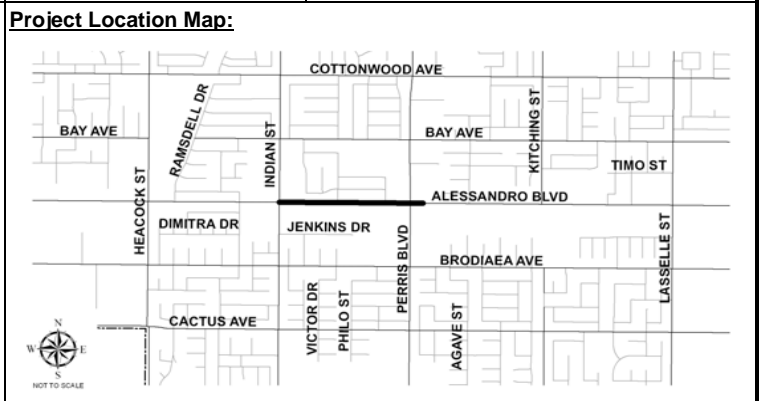 Project Location Map:
COTTONWOOD AVE
RAMSDELL DR
KITCHING ST
BAY AVE
INDIAN ST
BAY AVE
TIMO ST
HEACOCK ST
ALESSANDRO BLVD
DIMITRA DR
JENKINS DR
PERRIS BLVD
LASSELLE ST
BRODIAEA AVE
CACTUS AVE
VICTOR DR
PHILO ST
AGAVE ST
N
W
E
S
NOT TO SCALE